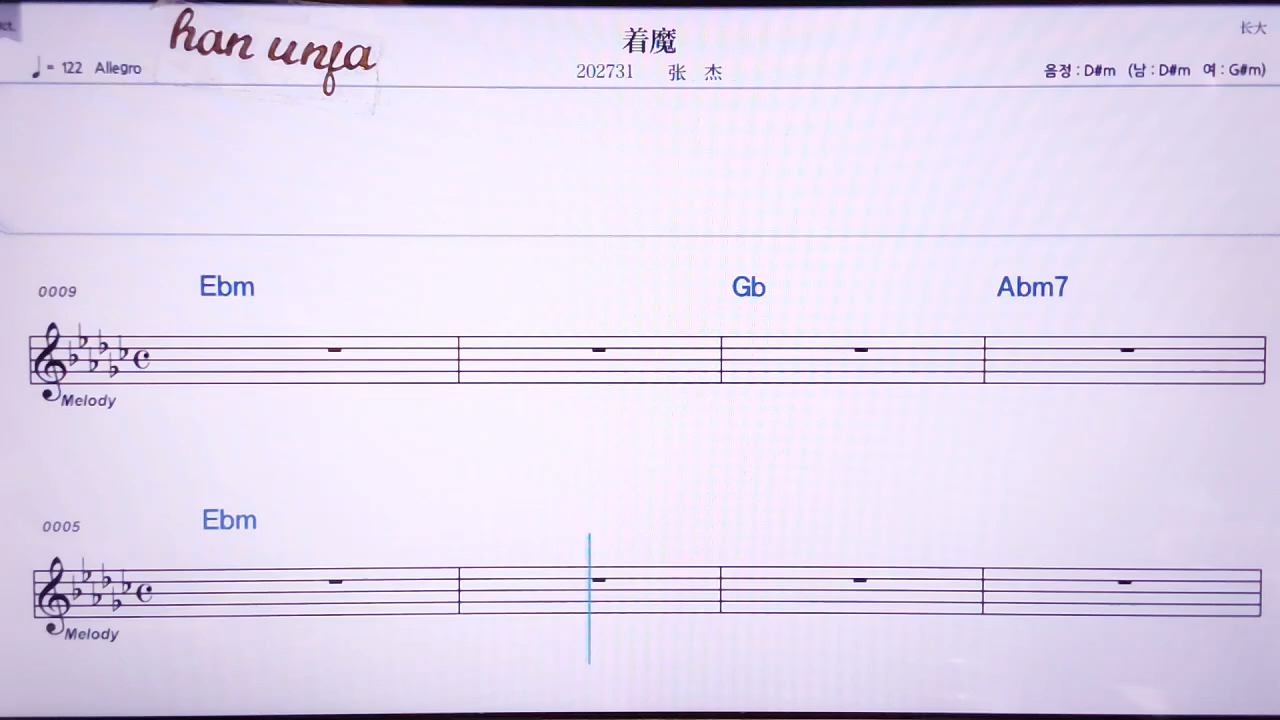 han unfa
着魔
长大
♩= 122 Allegro
202731 张 杰
음정 : D#m (남 : D#m 여 : G#m)
0009 Ebm Gb Abm7
Melody
0005 Ebm
Melody